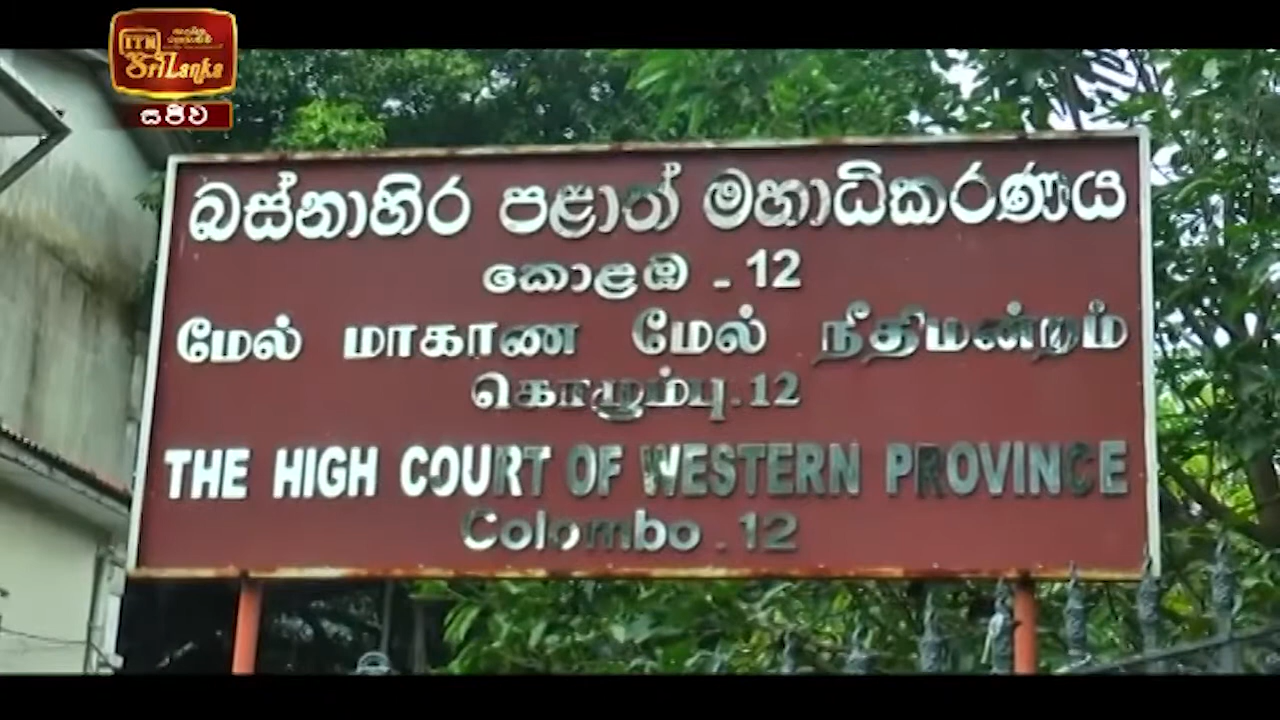 ITN
Sri Lanka
සජීව
බස්නාහිර පළාත් මහාධිකරණය
කොළඹ - 12
மேல் மாகாண மேல் நீதிமன்றம்
கொழும்பு.12
THE HIGH COURT OF WESTERN PROVINCE
Colombo . 12